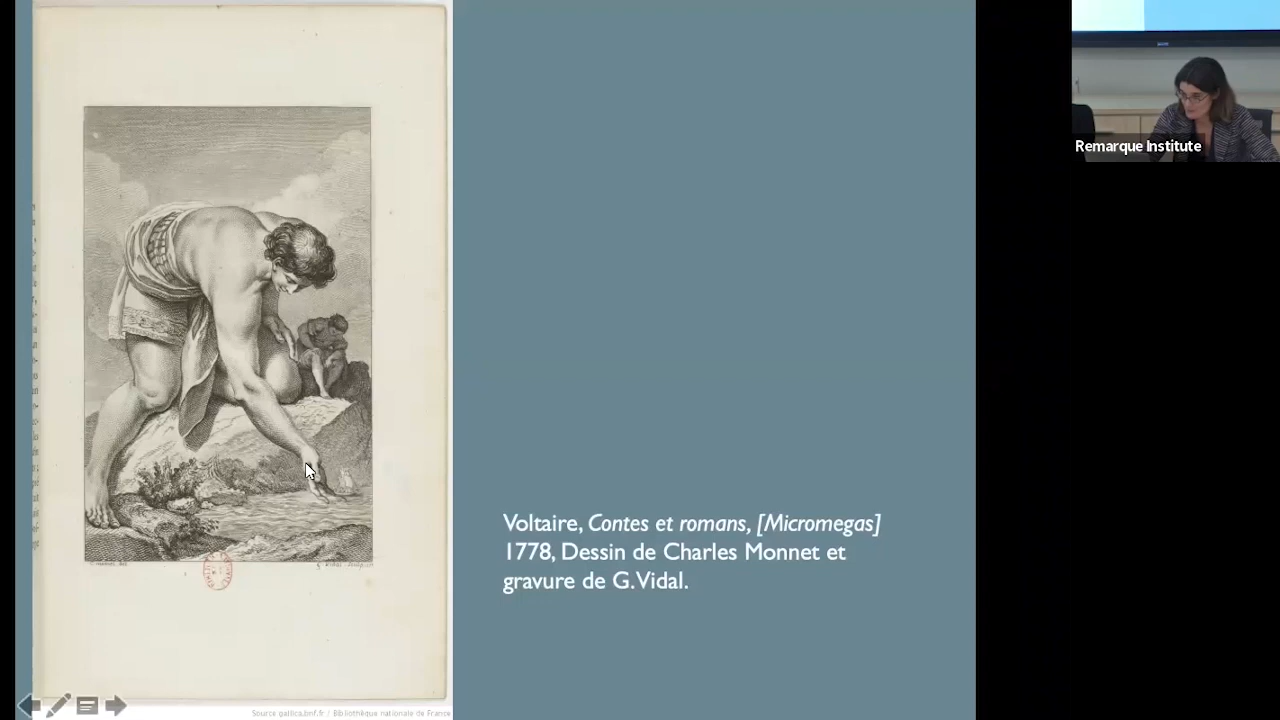 Voltaire, Contes et romans, [Micromegas]
1778, Dessin de Charles Monnet et
gravure de G. Vidal.
Remarque Institute
Source gallica.bnf.fr / Bibliothèque nationale de France